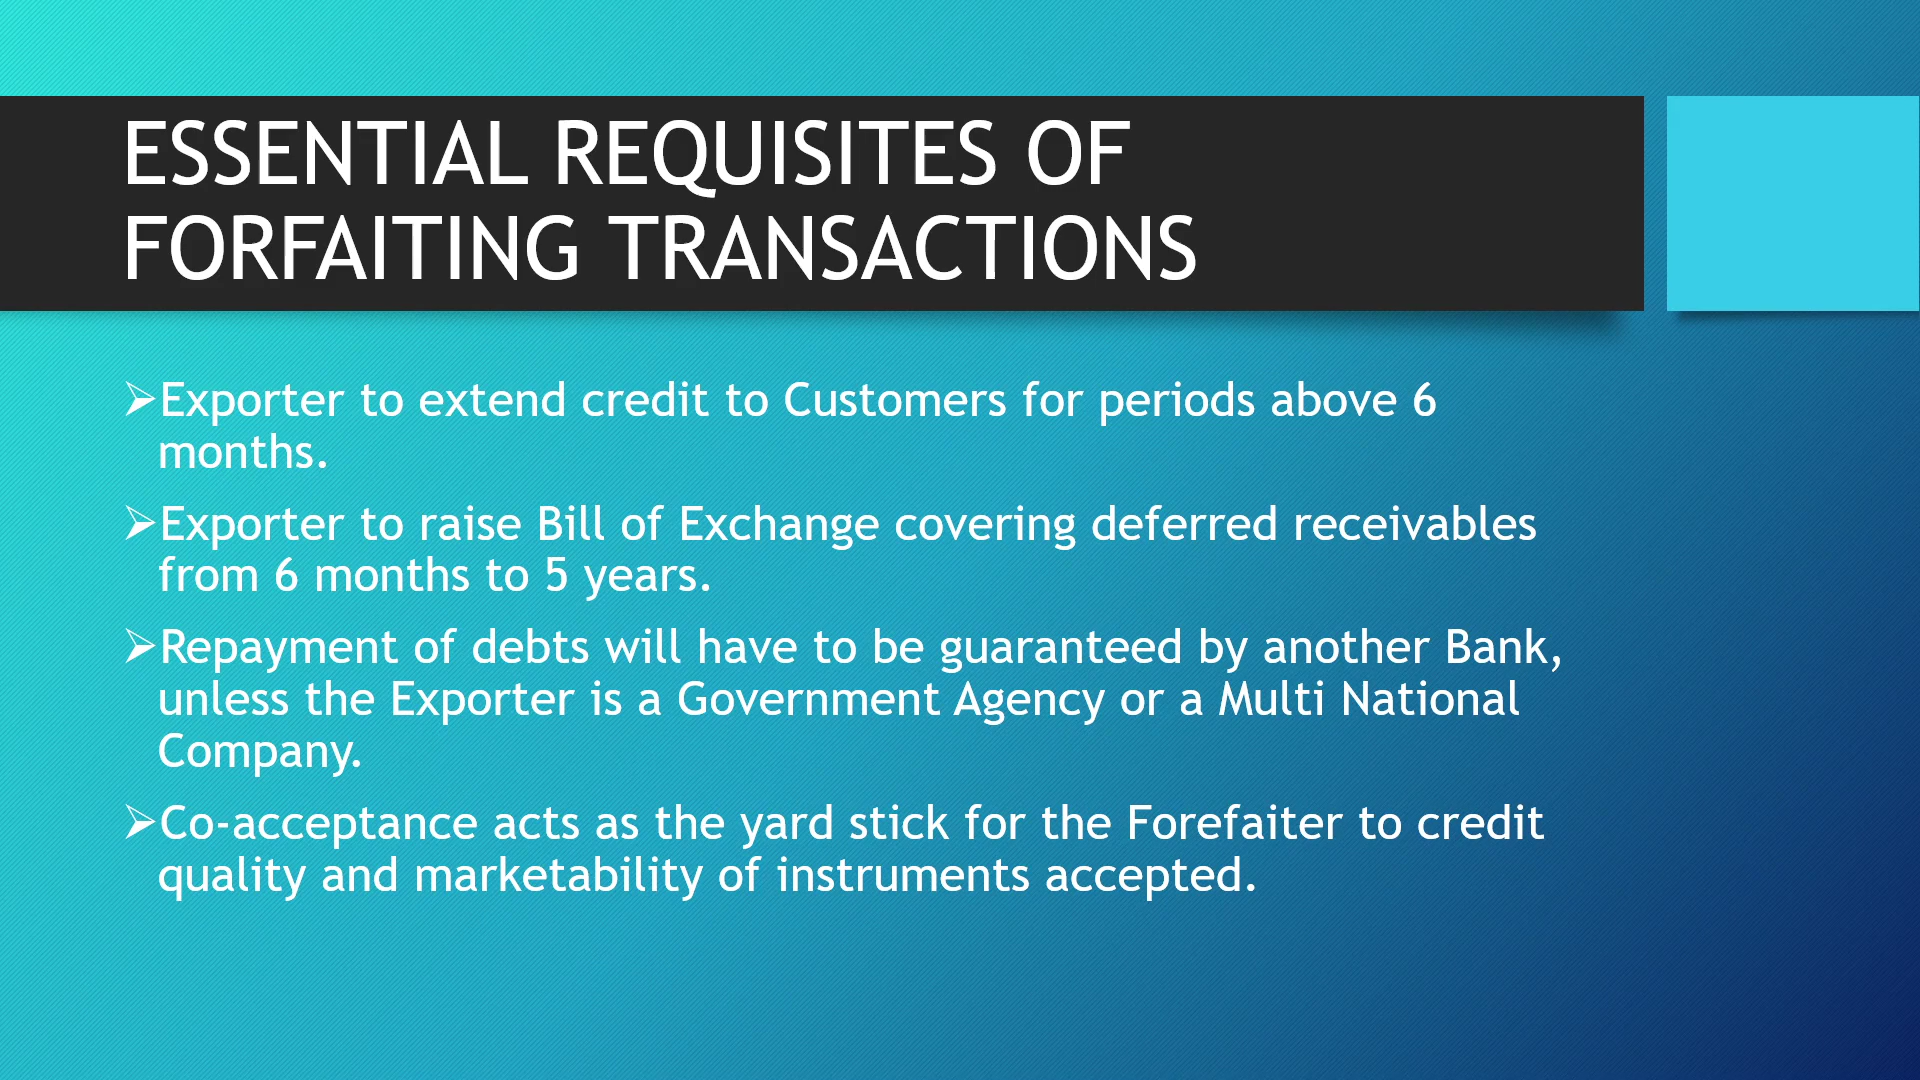 ESSENTIAL REQUISITES OF
FORFAITING TRANSACTIONS
➢Exporter to extend credit to Customers for periods above 6
months.
➢Exporter to raise Bill of Exchange covering deferred receivables
from 6 months to 5 years.
➢Repayment of debts will have to be guaranteed by another Bank,
unless the Exporter is a Government Agency or a Multi National
Company.
➢Co-acceptance acts as the yard stick for the Forefaiter to credit
quality and marketability of instruments accepted.